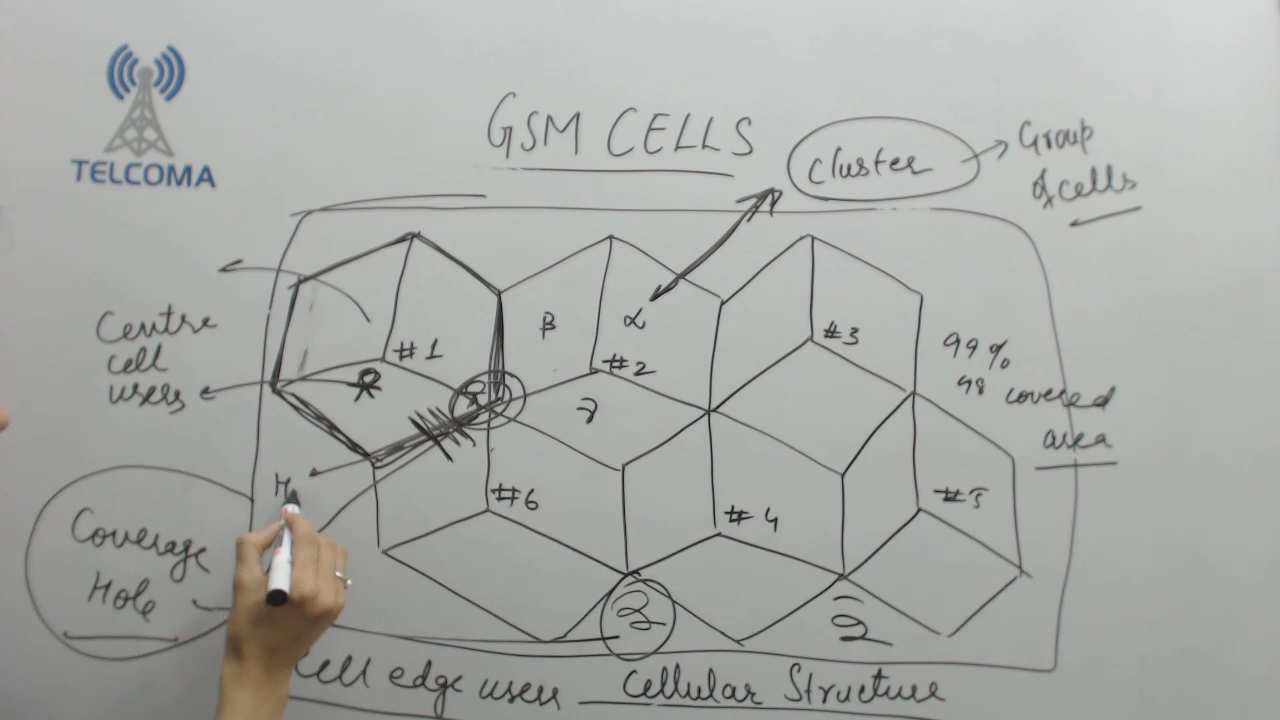 TELCOMA
GSM CELLS
cluster
Group
of cells
Centre
cell
users
#1
β
α
#2
#3
99%
98 covered
area
#6
#4
#5
H
Coverage
Hole
2
2
Cell edge users
Cellular Structure